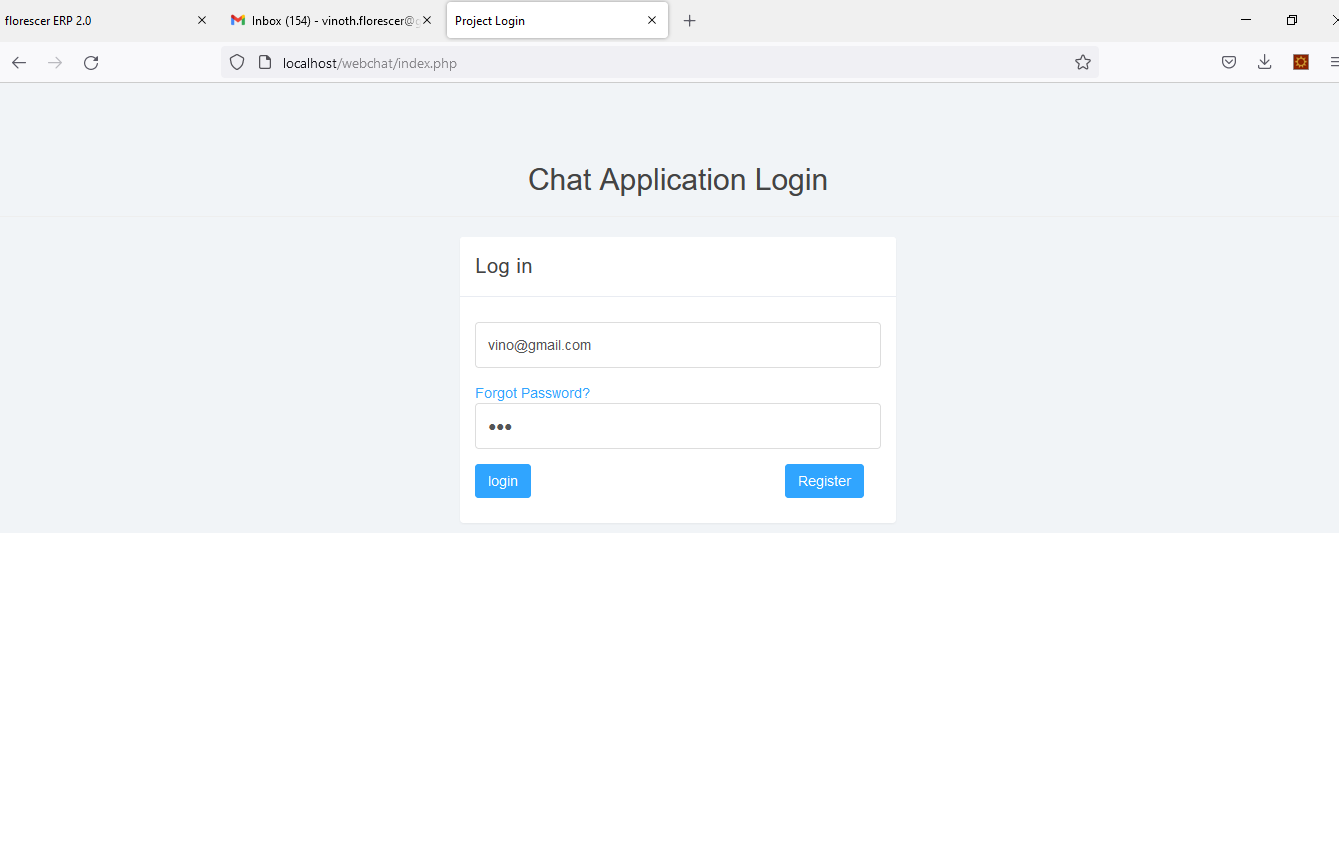 florescer ERP 2.0
Inbox (154) - vinoth.florescer@
Project Login
localhost/webchat/index.php
Chat Application Login
Log in
vino@gmail.com
Forgot Password?
●●●
login
Register